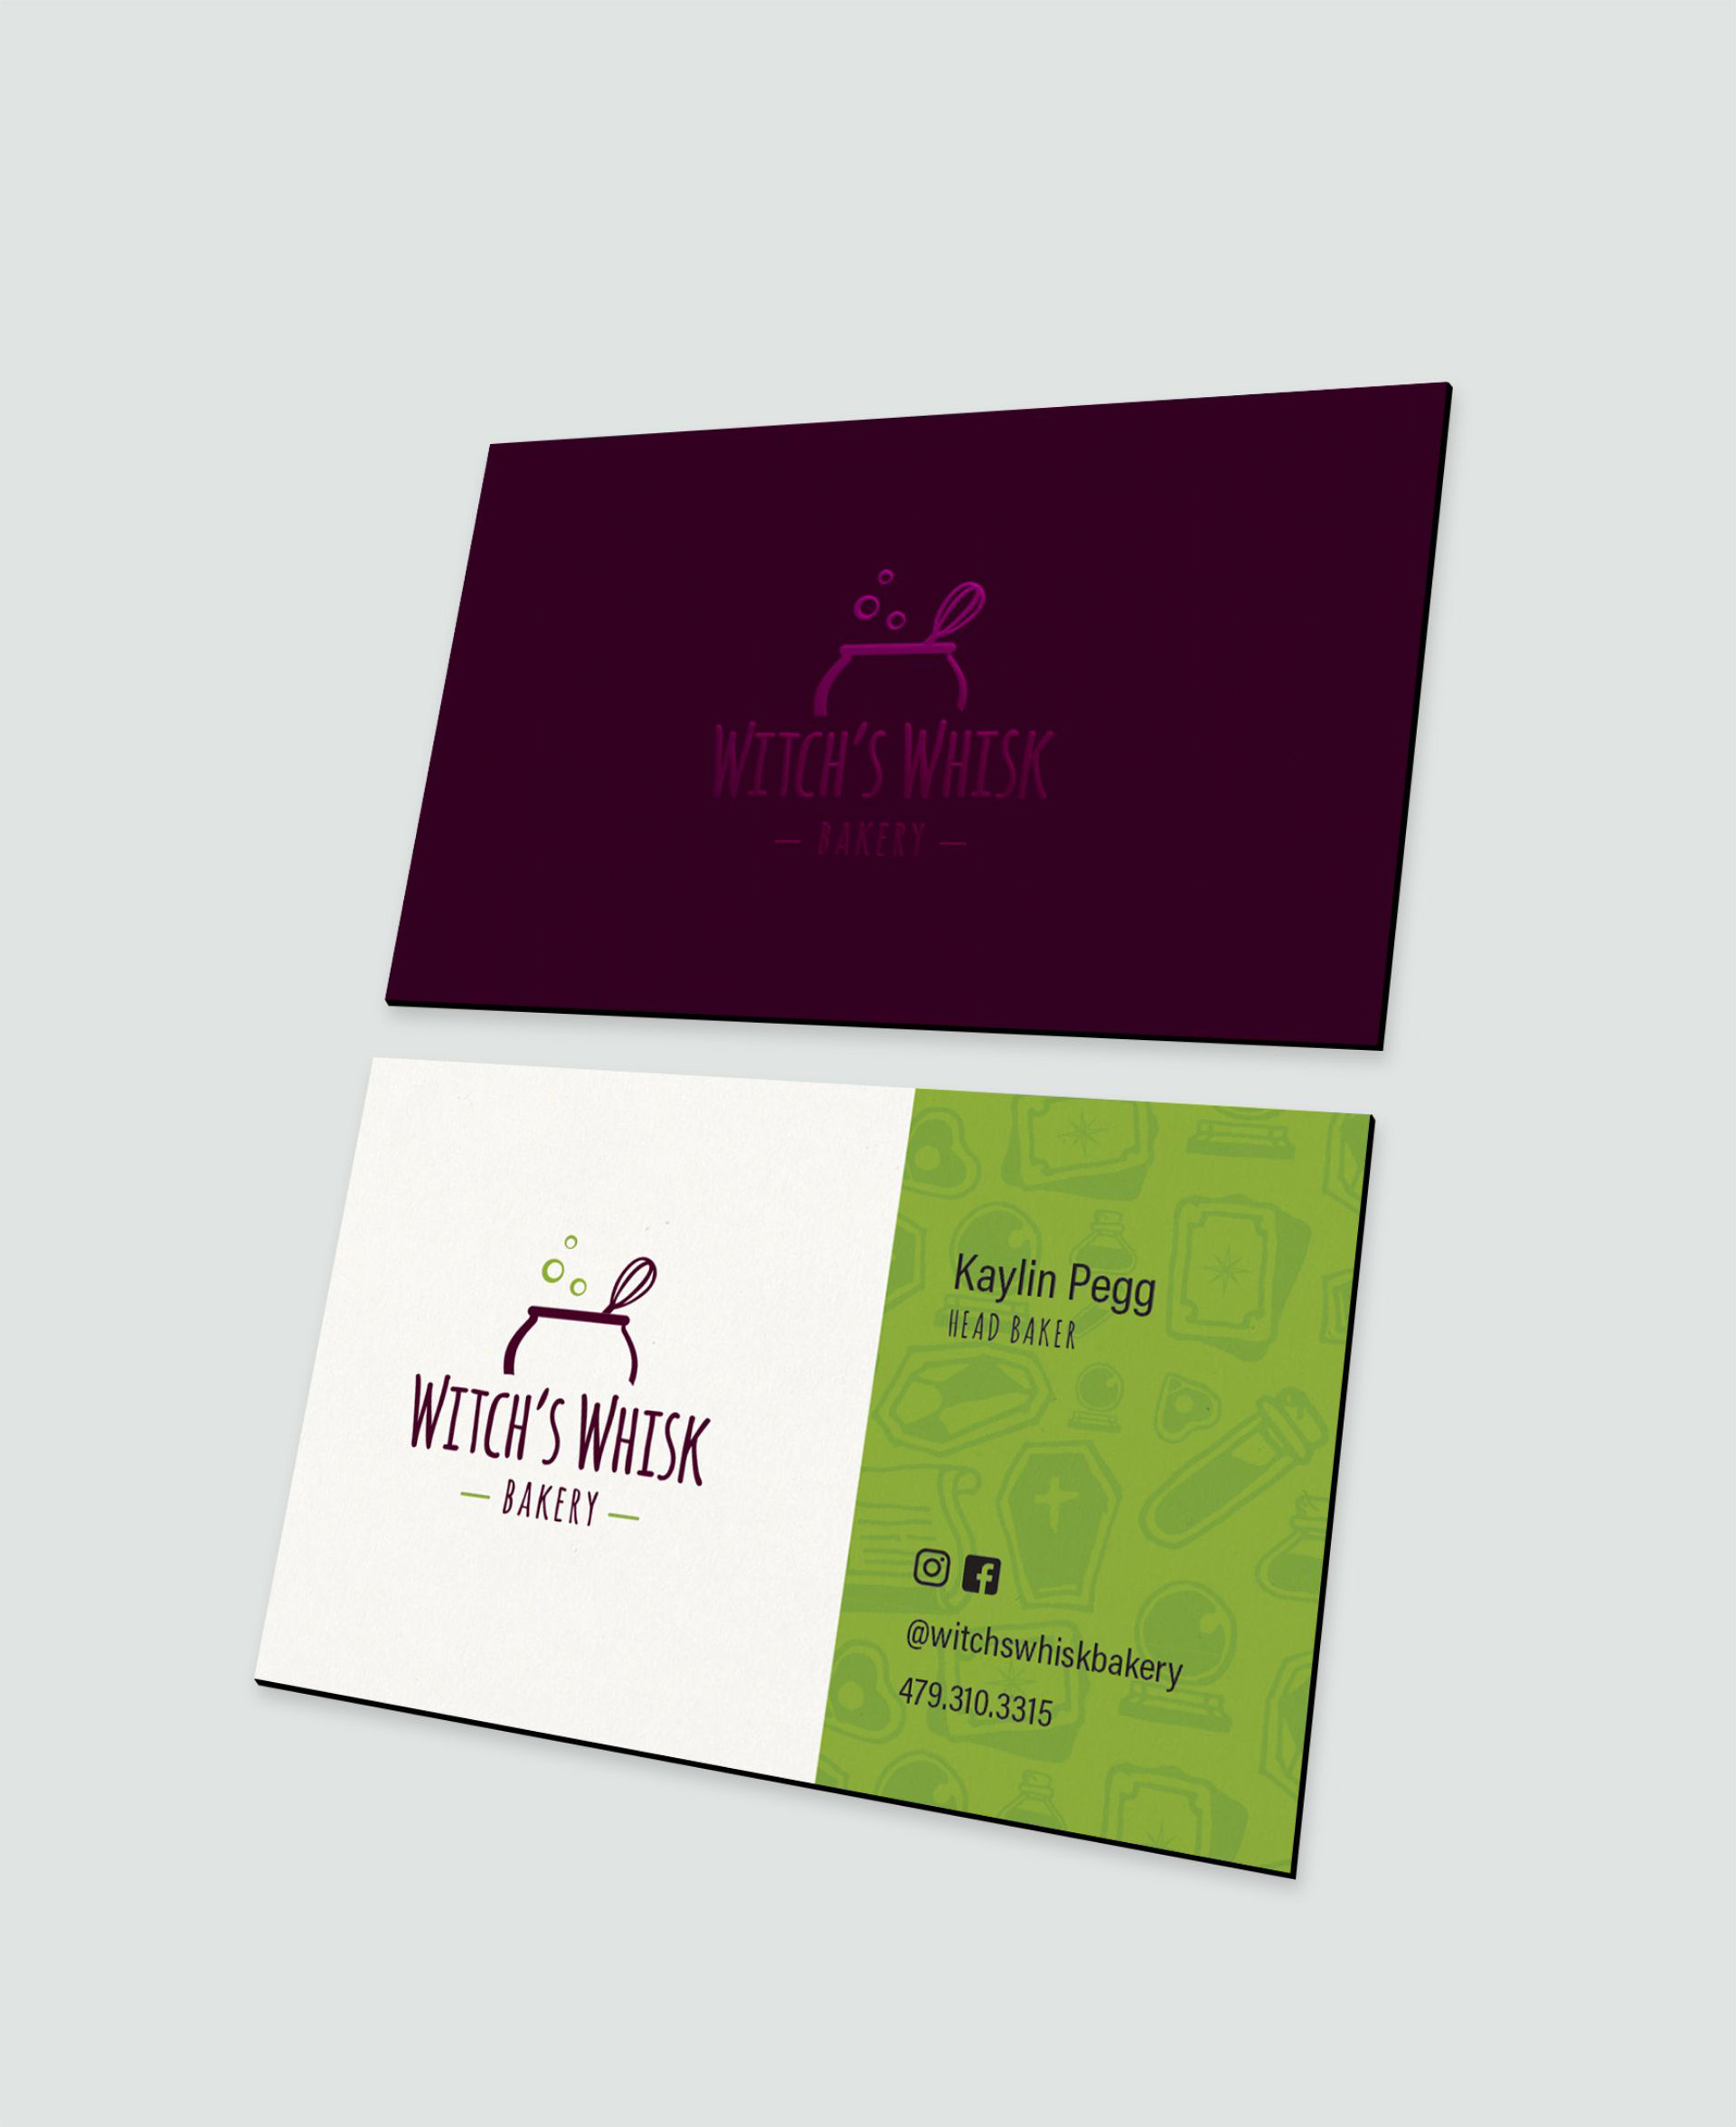 WITCH'S WHISK
BAKERY
WITCH'S WHISK
BAKERY
Kaylin Pegg
HEAD BAKER
@witchswhiskbakery
479.310.3315